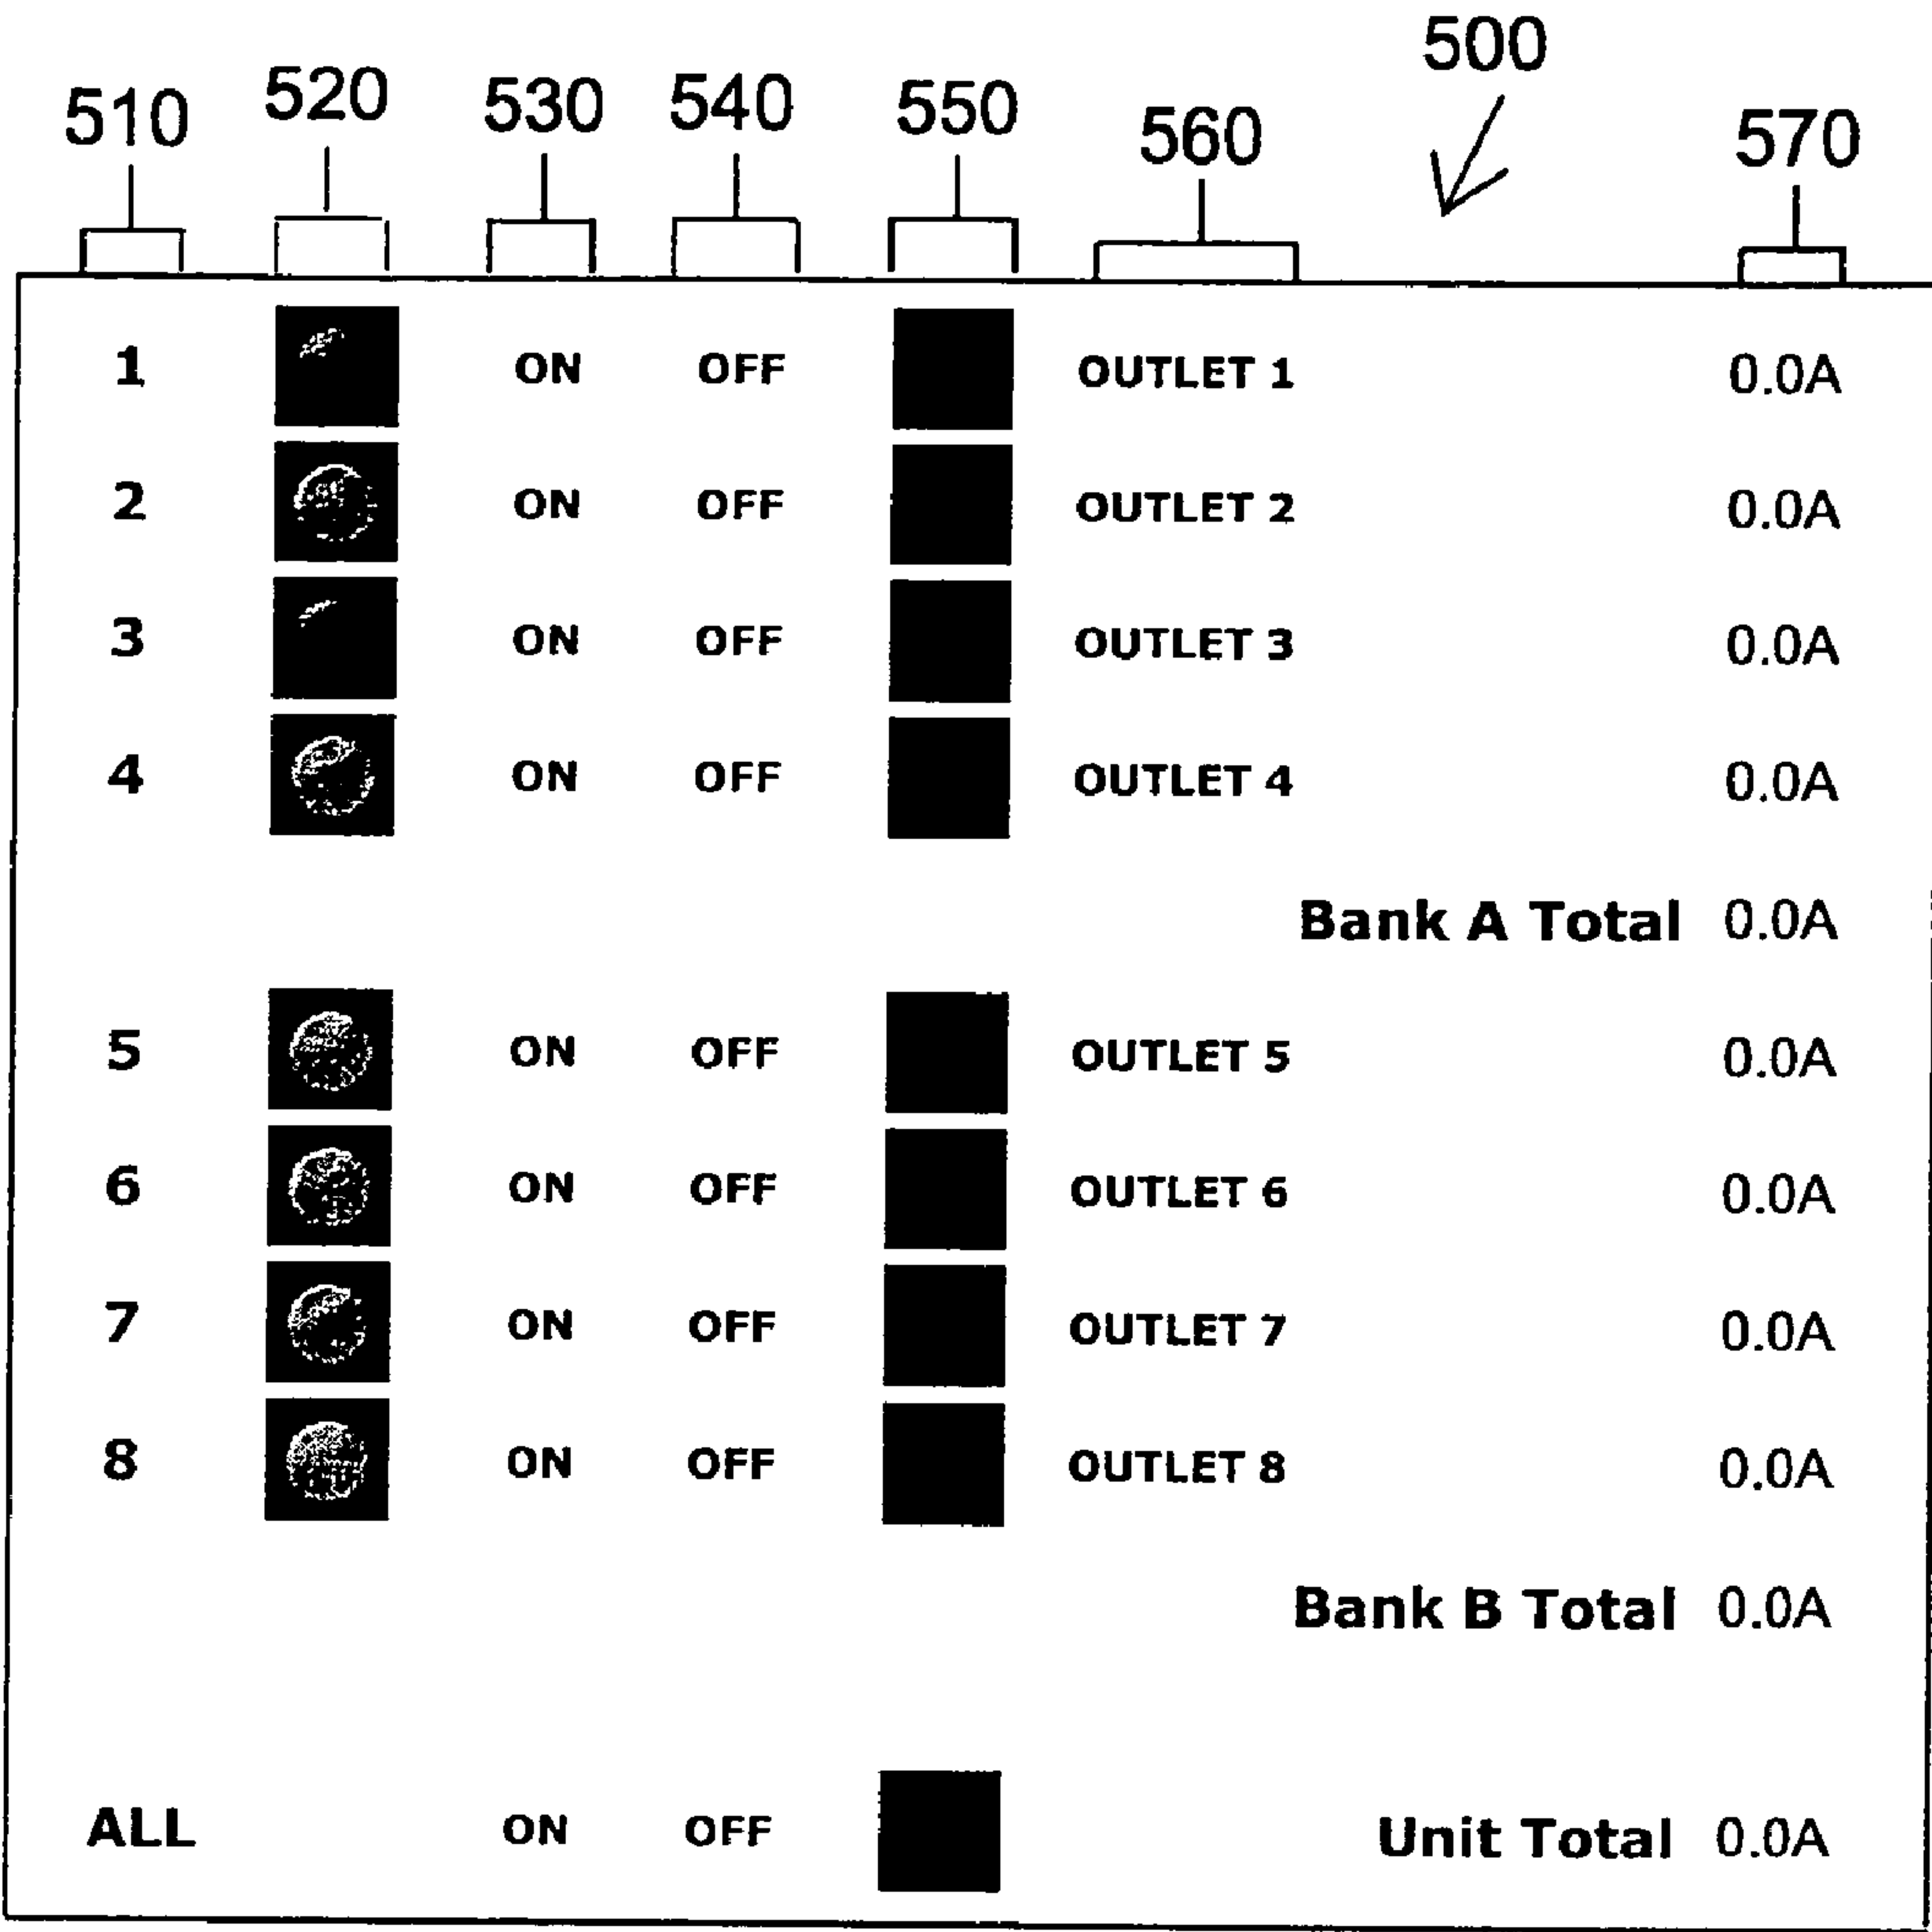 500
510 520 530 540 550 560 570
1 ON OFF OUTLET 1 0.0A
2 ON OFF OUTLET 2 0.0A
3 ON OFF OUTLET 3 0.0A
4 ON OFF OUTLET 4 0.0A
Bank A Total 0.0A
5 ON OFF OUTLET 5 0.0A
6 ON OFF OUTLET 6 0.0A
7 ON OFF OUTLET 7 0.0A
8 ON OFF OUTLET 8 0.0A
Bank B Total 0.0A
ALL ON OFF Unit Total 0.0A